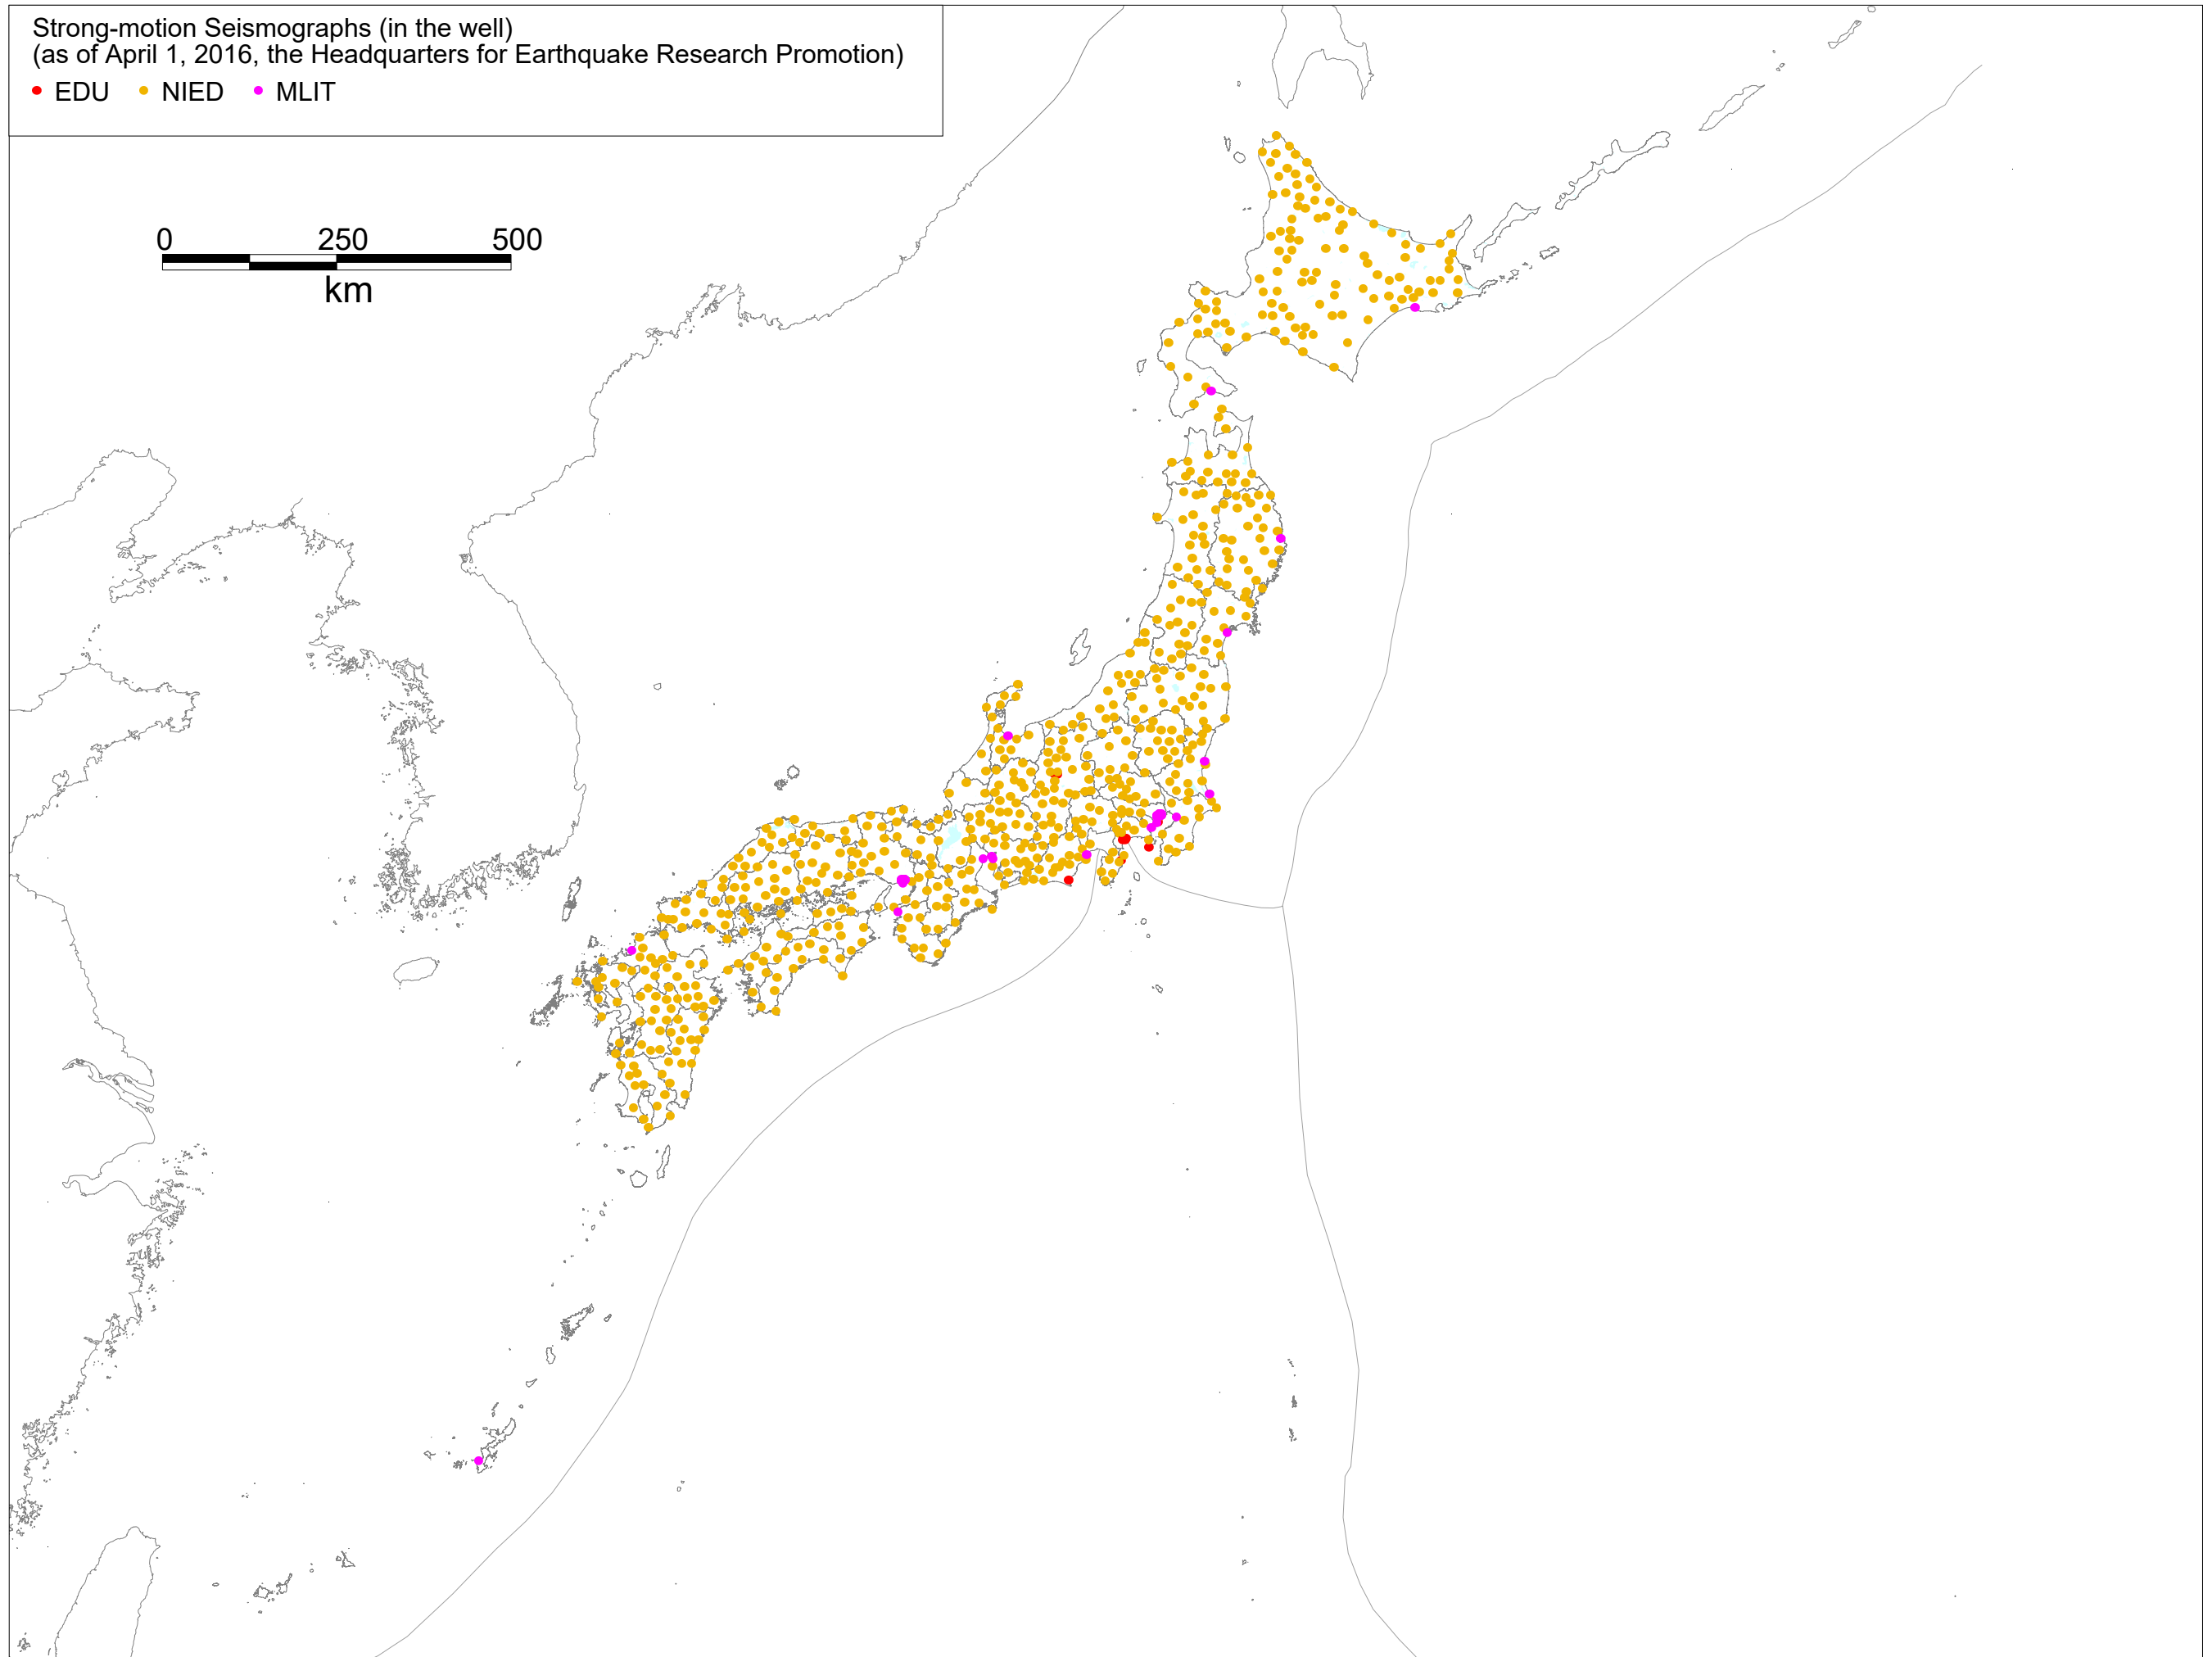 Strong-motion Seismographs (in the well)
(as of April 1, 2016, the Headquarters for Earthquake Research Promotion)
EDU NIED MLIT
0 250 500
km